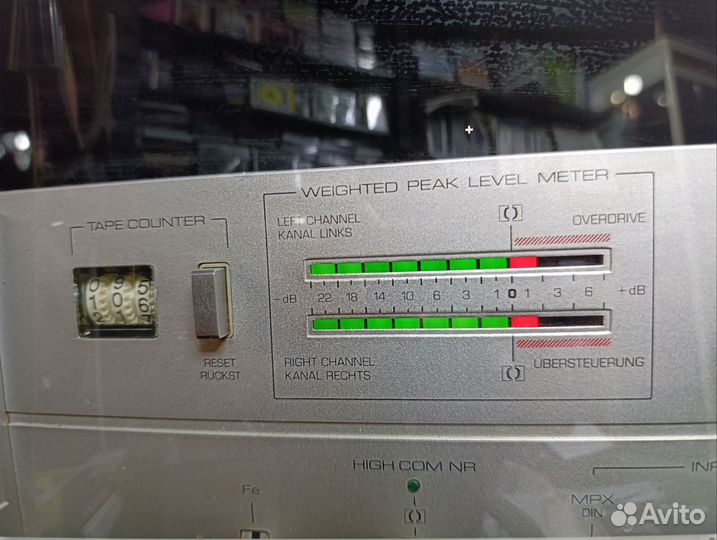 WEIGHTED PEAK LEVEL METER
TAPE COUNTER
LEFT CHANNEL
KANAL LINKS
OVERDRIVE
-dB 22 18 14 10 6 3 1 0 1 3 6 +dB
RESET
RÜCKST
RIGHT CHANNEL
KANAL RECHTS
ÜBERSTEUERUNG
HIGH COM NR
Fe
MPX
DIN
Avito